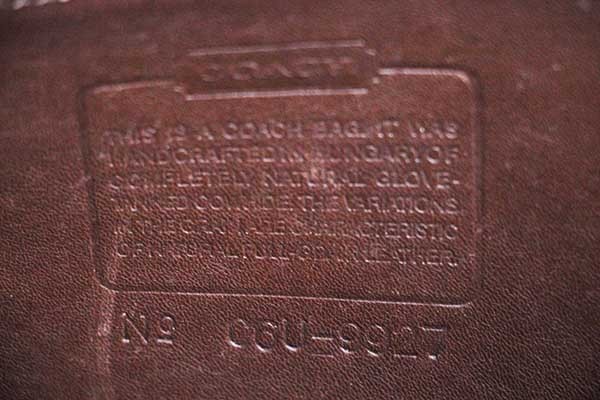 COACH
THIS IS A COACH BAG. IT WAS
HANDCRAFTED IN HUNGARY OF
COMPLETELY NATURAL GLOVE-
TANNED COWHIDE. THE VARIATIONS
IN THE GRAIN ARE CHARACTERISTIC
OF NATURAL FULL-GRAIN LEATHER.
Nº C6U-9927